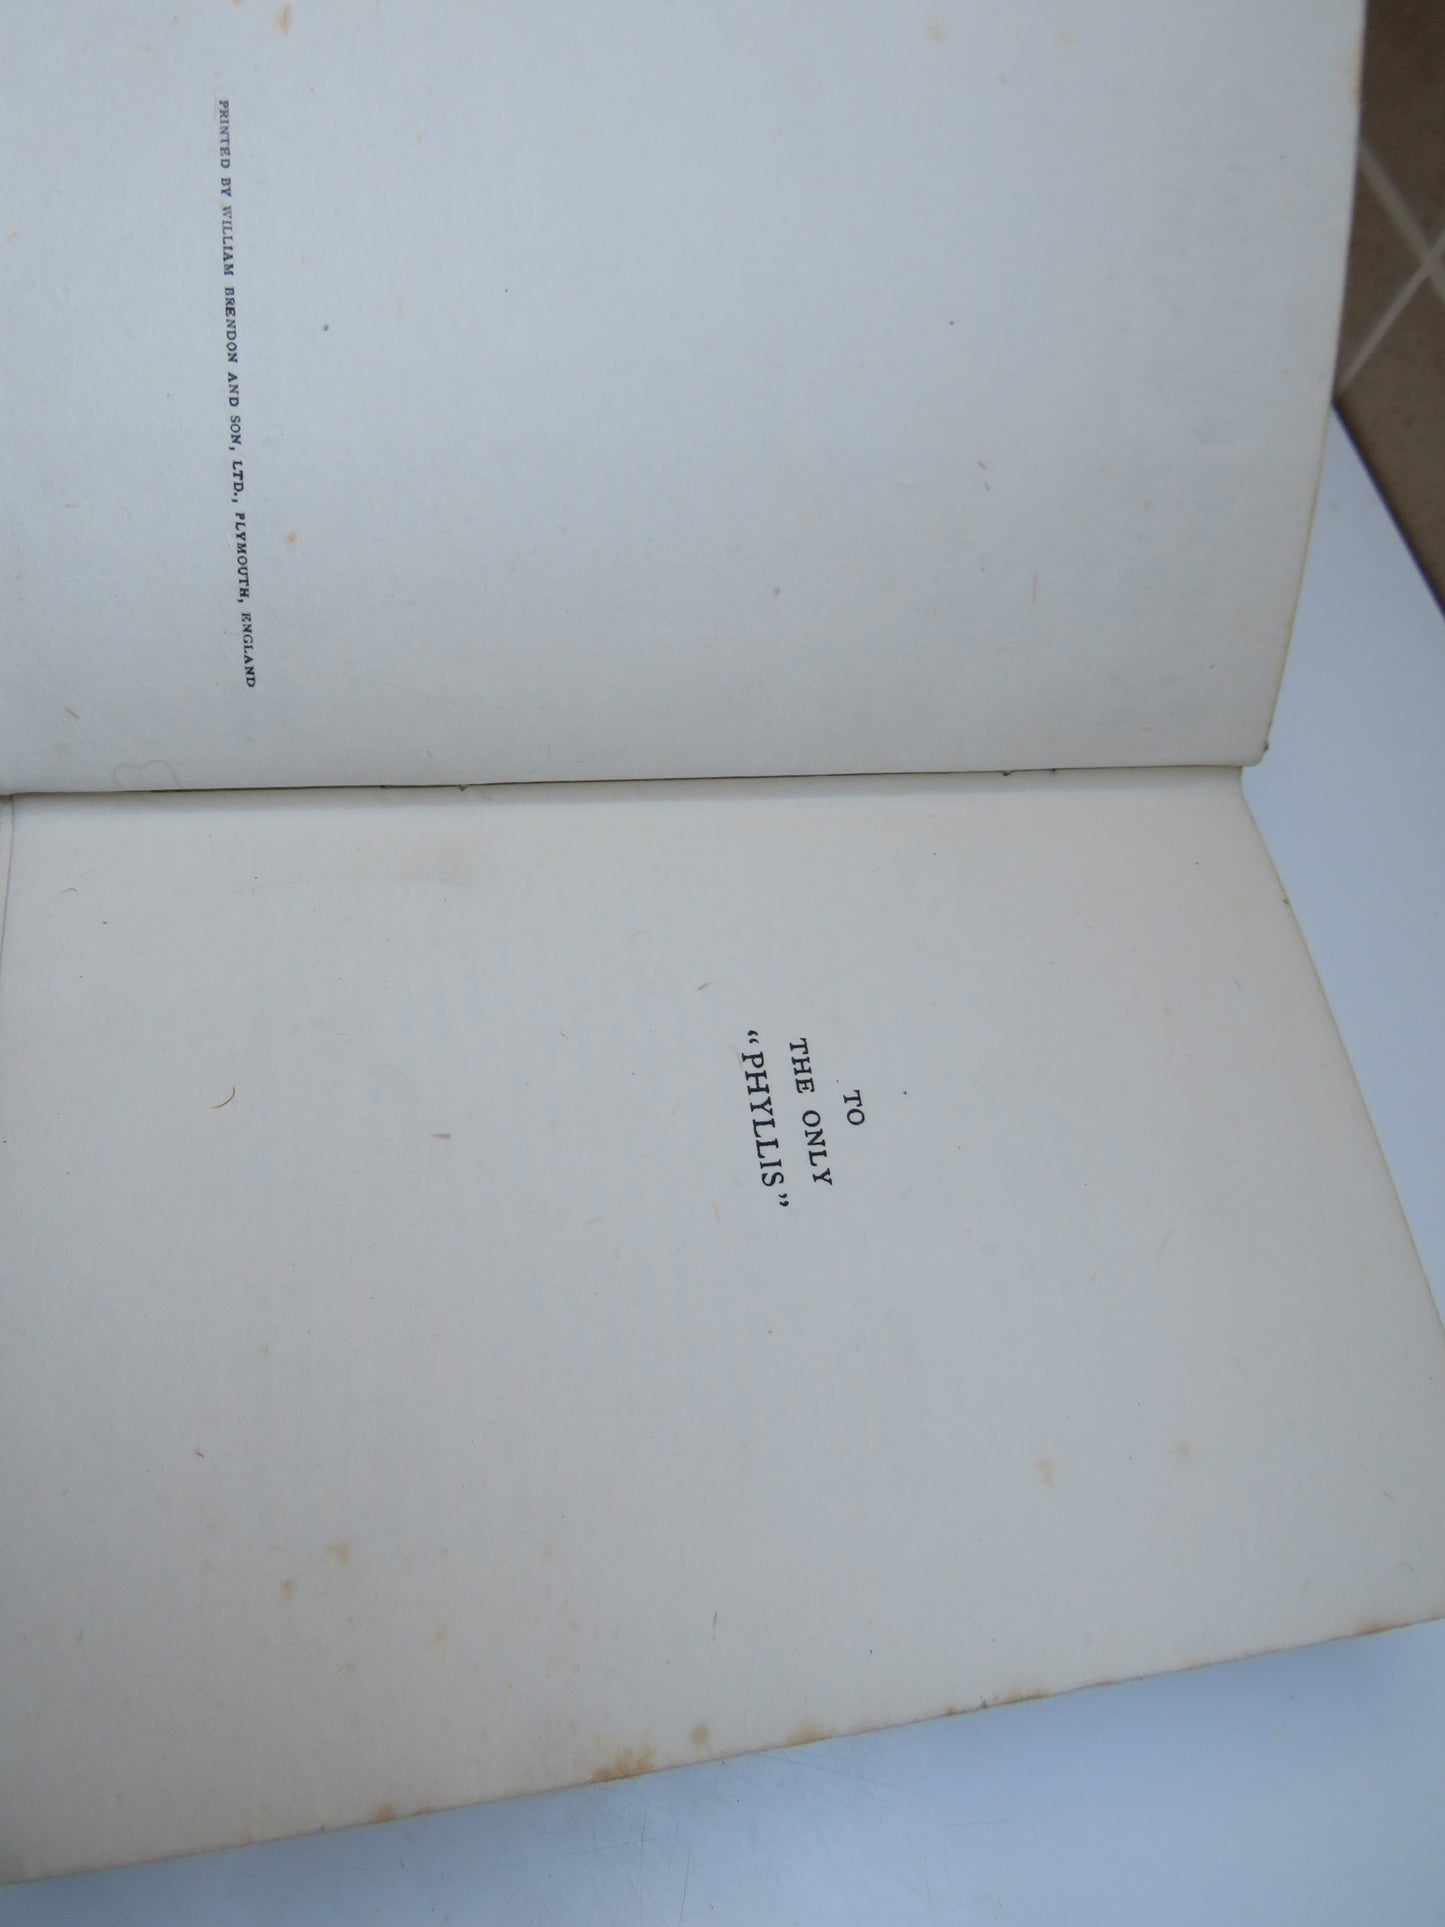 PRINTED BY WILLIAM BRENDON AND SON, LTD., PLYMOUTH, ENGLAND
TO
THE ONLY
“PHYLLIS”